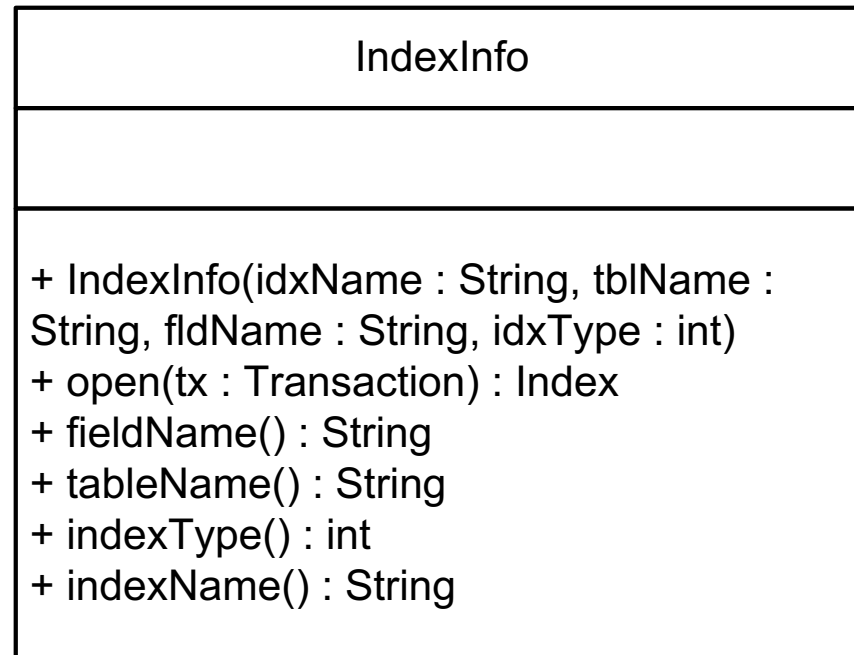 IndexInfo
+ IndexInfo(idxName : String, tblName :
String, fldName : String, idxType : int)
+ open(tx : Transaction) : Index
+ fieldName() : String
+ tableName() : String
+ indexType() : int
+ indexName() : String